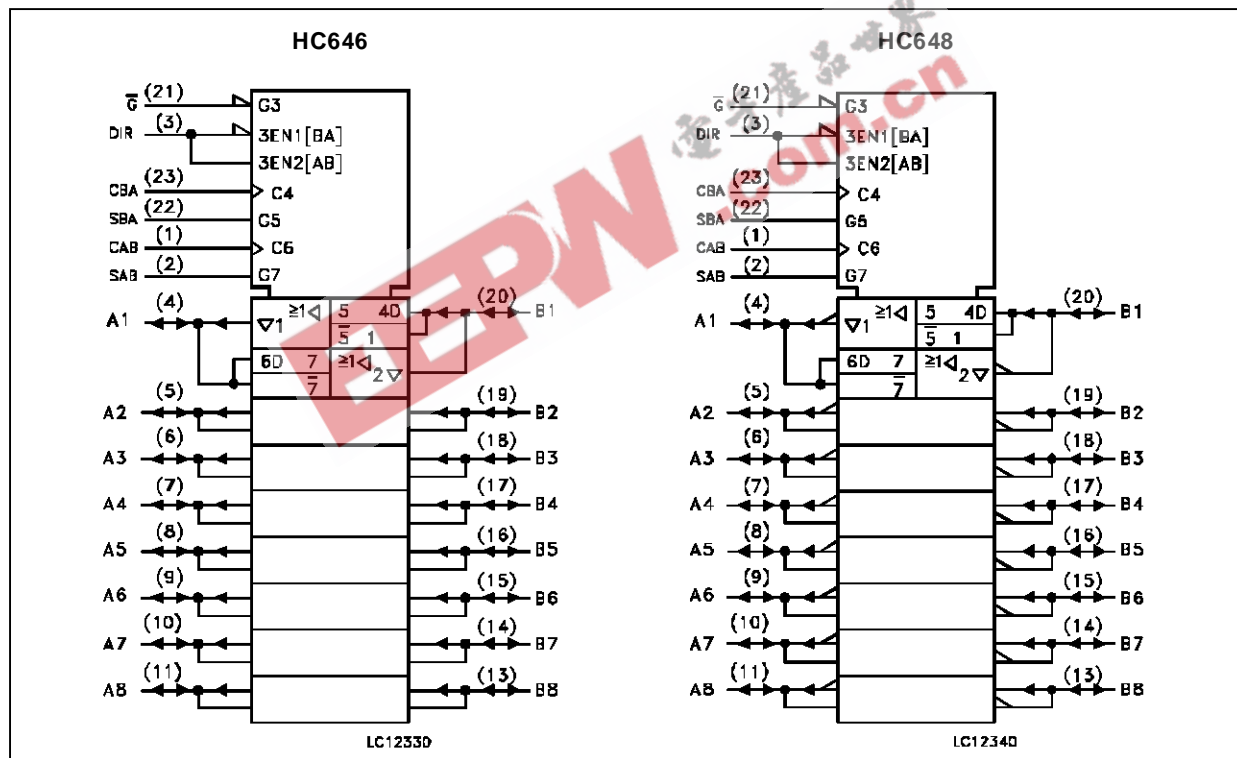 HC646
HC648
G̅ (21) G3
DIR (3) 3EN1[BA]
3EN2[AB]
CBA (23) C4
SBA (22) G5
CAB (1) C6
SAB (2) G7
A1 (4) ▽1 ≥1◁ 5 4D (20) B1
5̅ 1
6D 7 ≥1◁ 2▽
7̅
A2 (5) (19) B2
A3 (6) (18) B3
A4 (7) (17) B4
A5 (8) (16) B5
A6 (9) (15) B6
A7 (10) (14) B7
A8 (11) (13) B8
LC12330
G̅ (21) G3
DIR (3) 3EN1[BA]
3EN2[AB]
CBA (23) C4
SBA (22) G5
CAB (1) C6
SAB (2) G7
A1 (4) ▽1 ≥1◁ 5 4D (20) B1
5̅ 1
6D 7 ≥1◁ 2▽
7̅
A2 (5) (19) B2
A3 (6) (18) B3
A4 (7) (17) B4
A5 (8) (16) B5
A6 (9) (15) B6
A7 (10) (14) B7
A8 (11) (13) B8
LC12340
EEPW.com.cn
電子產品世界